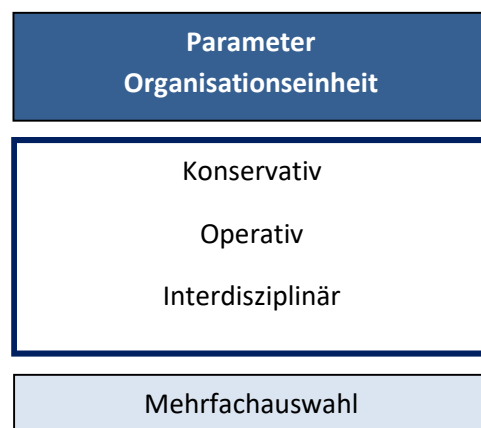 Parameter
Organisationseinheit
Konservativ
Operativ
Interdisziplinär
Mehrfachauswahl